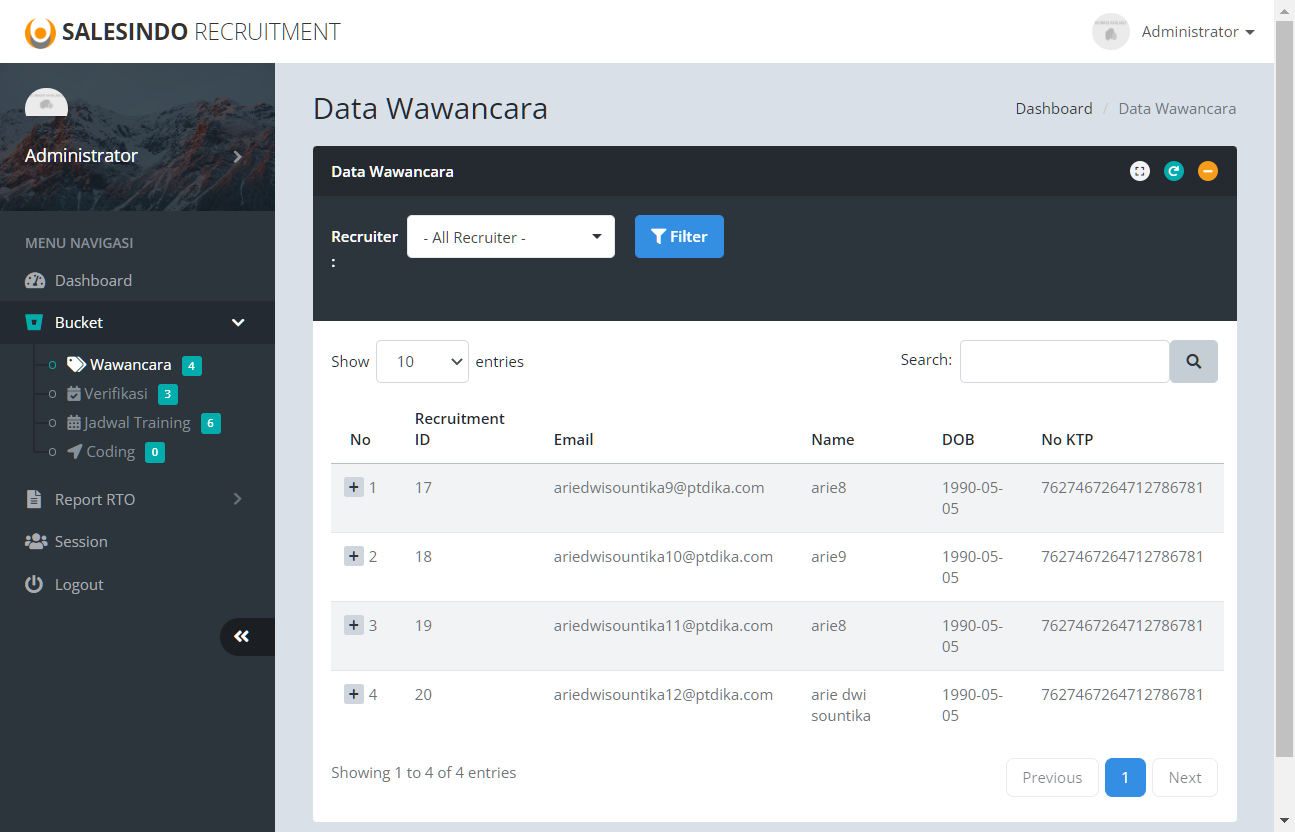 SALESINDO RECRUITMENT
Administrator
Administrator
MENU NAVIGASI
Dashboard
Bucket
Wawancara 4
Verifikasi 3
Jadwal Training 6
Coding 0
Report RTO
Session
Logout
Data Wawancara
Dashboard / Data Wawancara
Data Wawancara
Recruiter
:
- All Recruiter -
Filter
Show 10 entries
Search:
No Recruitment ID Email Name DOB No KTP
1 17 ariedwisountika9@ptdika.com arie8 1990-05-05 7627467264712786781
2 18 ariedwisountika10@ptdika.com arie9 1990-05-05 7627467264712786781
3 19 ariedwisountika11@ptdika.com arie8 1990-05-05 7627467264712786781
4 20 ariedwisountika12@ptdika.com arie dwi sountika 1990-05-05 7627467264712786781
Showing 1 to 4 of 4 entries
Previous 1 Next